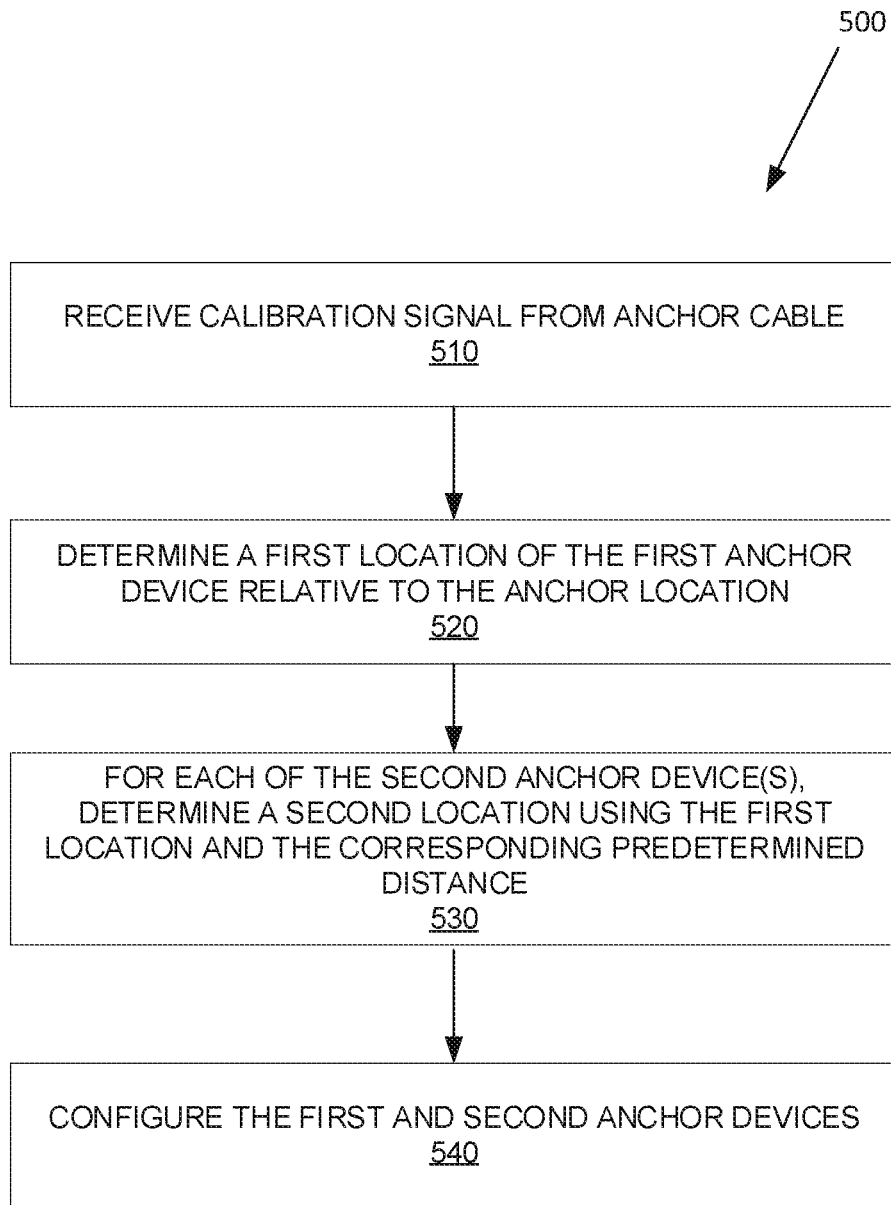 500
RECEIVE CALIBRATION SIGNAL FROM ANCHOR CABLE
510
DETERMINE A FIRST LOCATION OF THE FIRST ANCHOR
DEVICE RELATIVE TO THE ANCHOR LOCATION
520
FOR EACH OF THE SECOND ANCHOR DEVICE(S),
DETERMINE A SECOND LOCATION USING THE FIRST
LOCATION AND THE CORRESPONDING PREDETERMINED
DISTANCE
530
CONFIGURE THE FIRST AND SECOND ANCHOR DEVICES
540